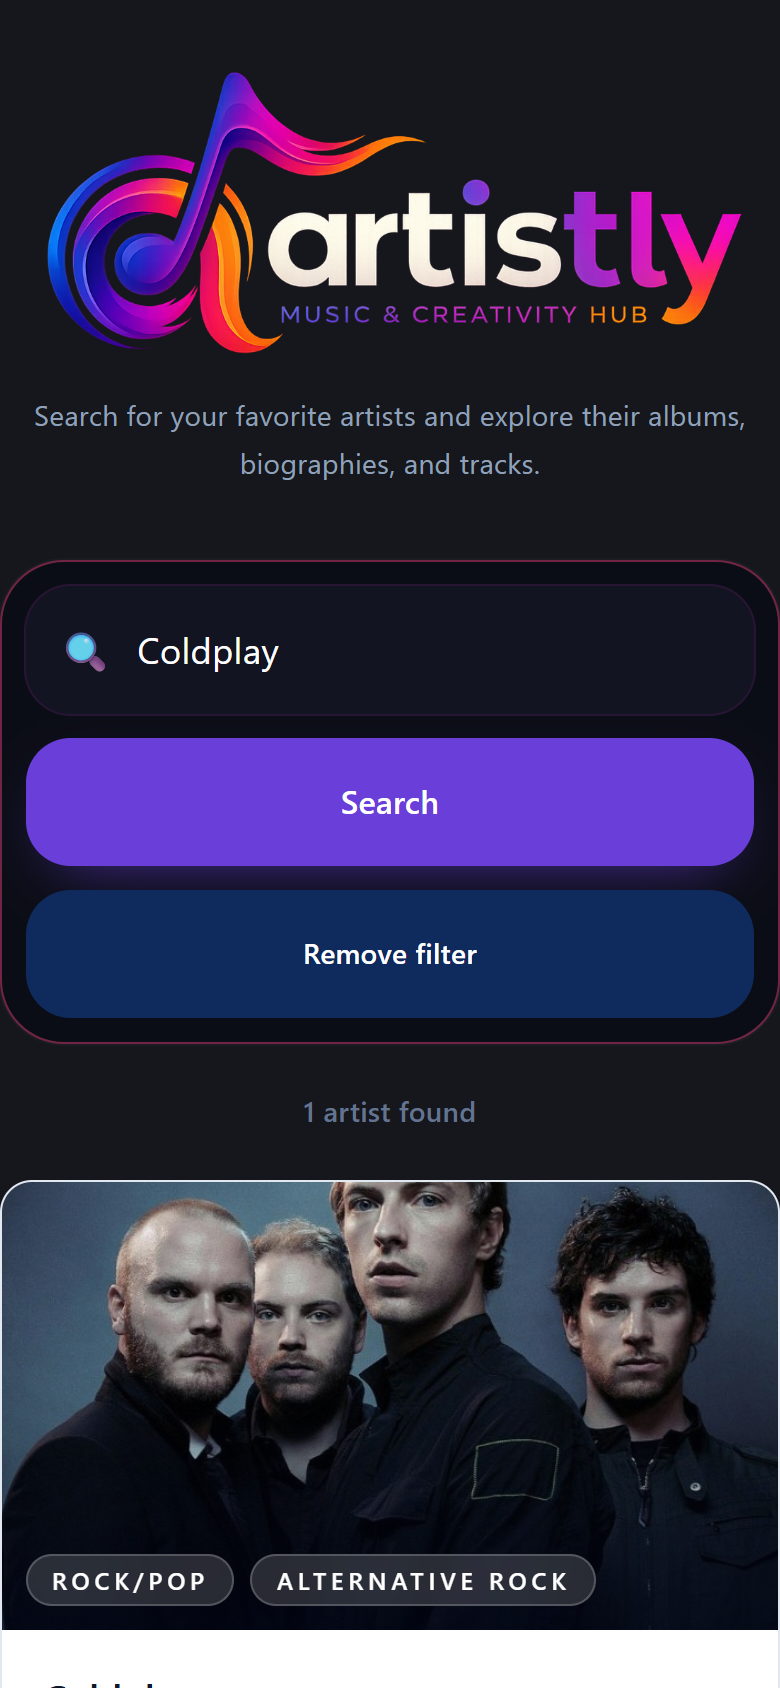 artistly
MUSIC & CREATIVITY HUB
Search for your favorite artists and explore their albums,
biographies, and tracks.
Coldplay
Search
Remove filter
1 artist found
ROCK/POP
ALTERNATIVE ROCK